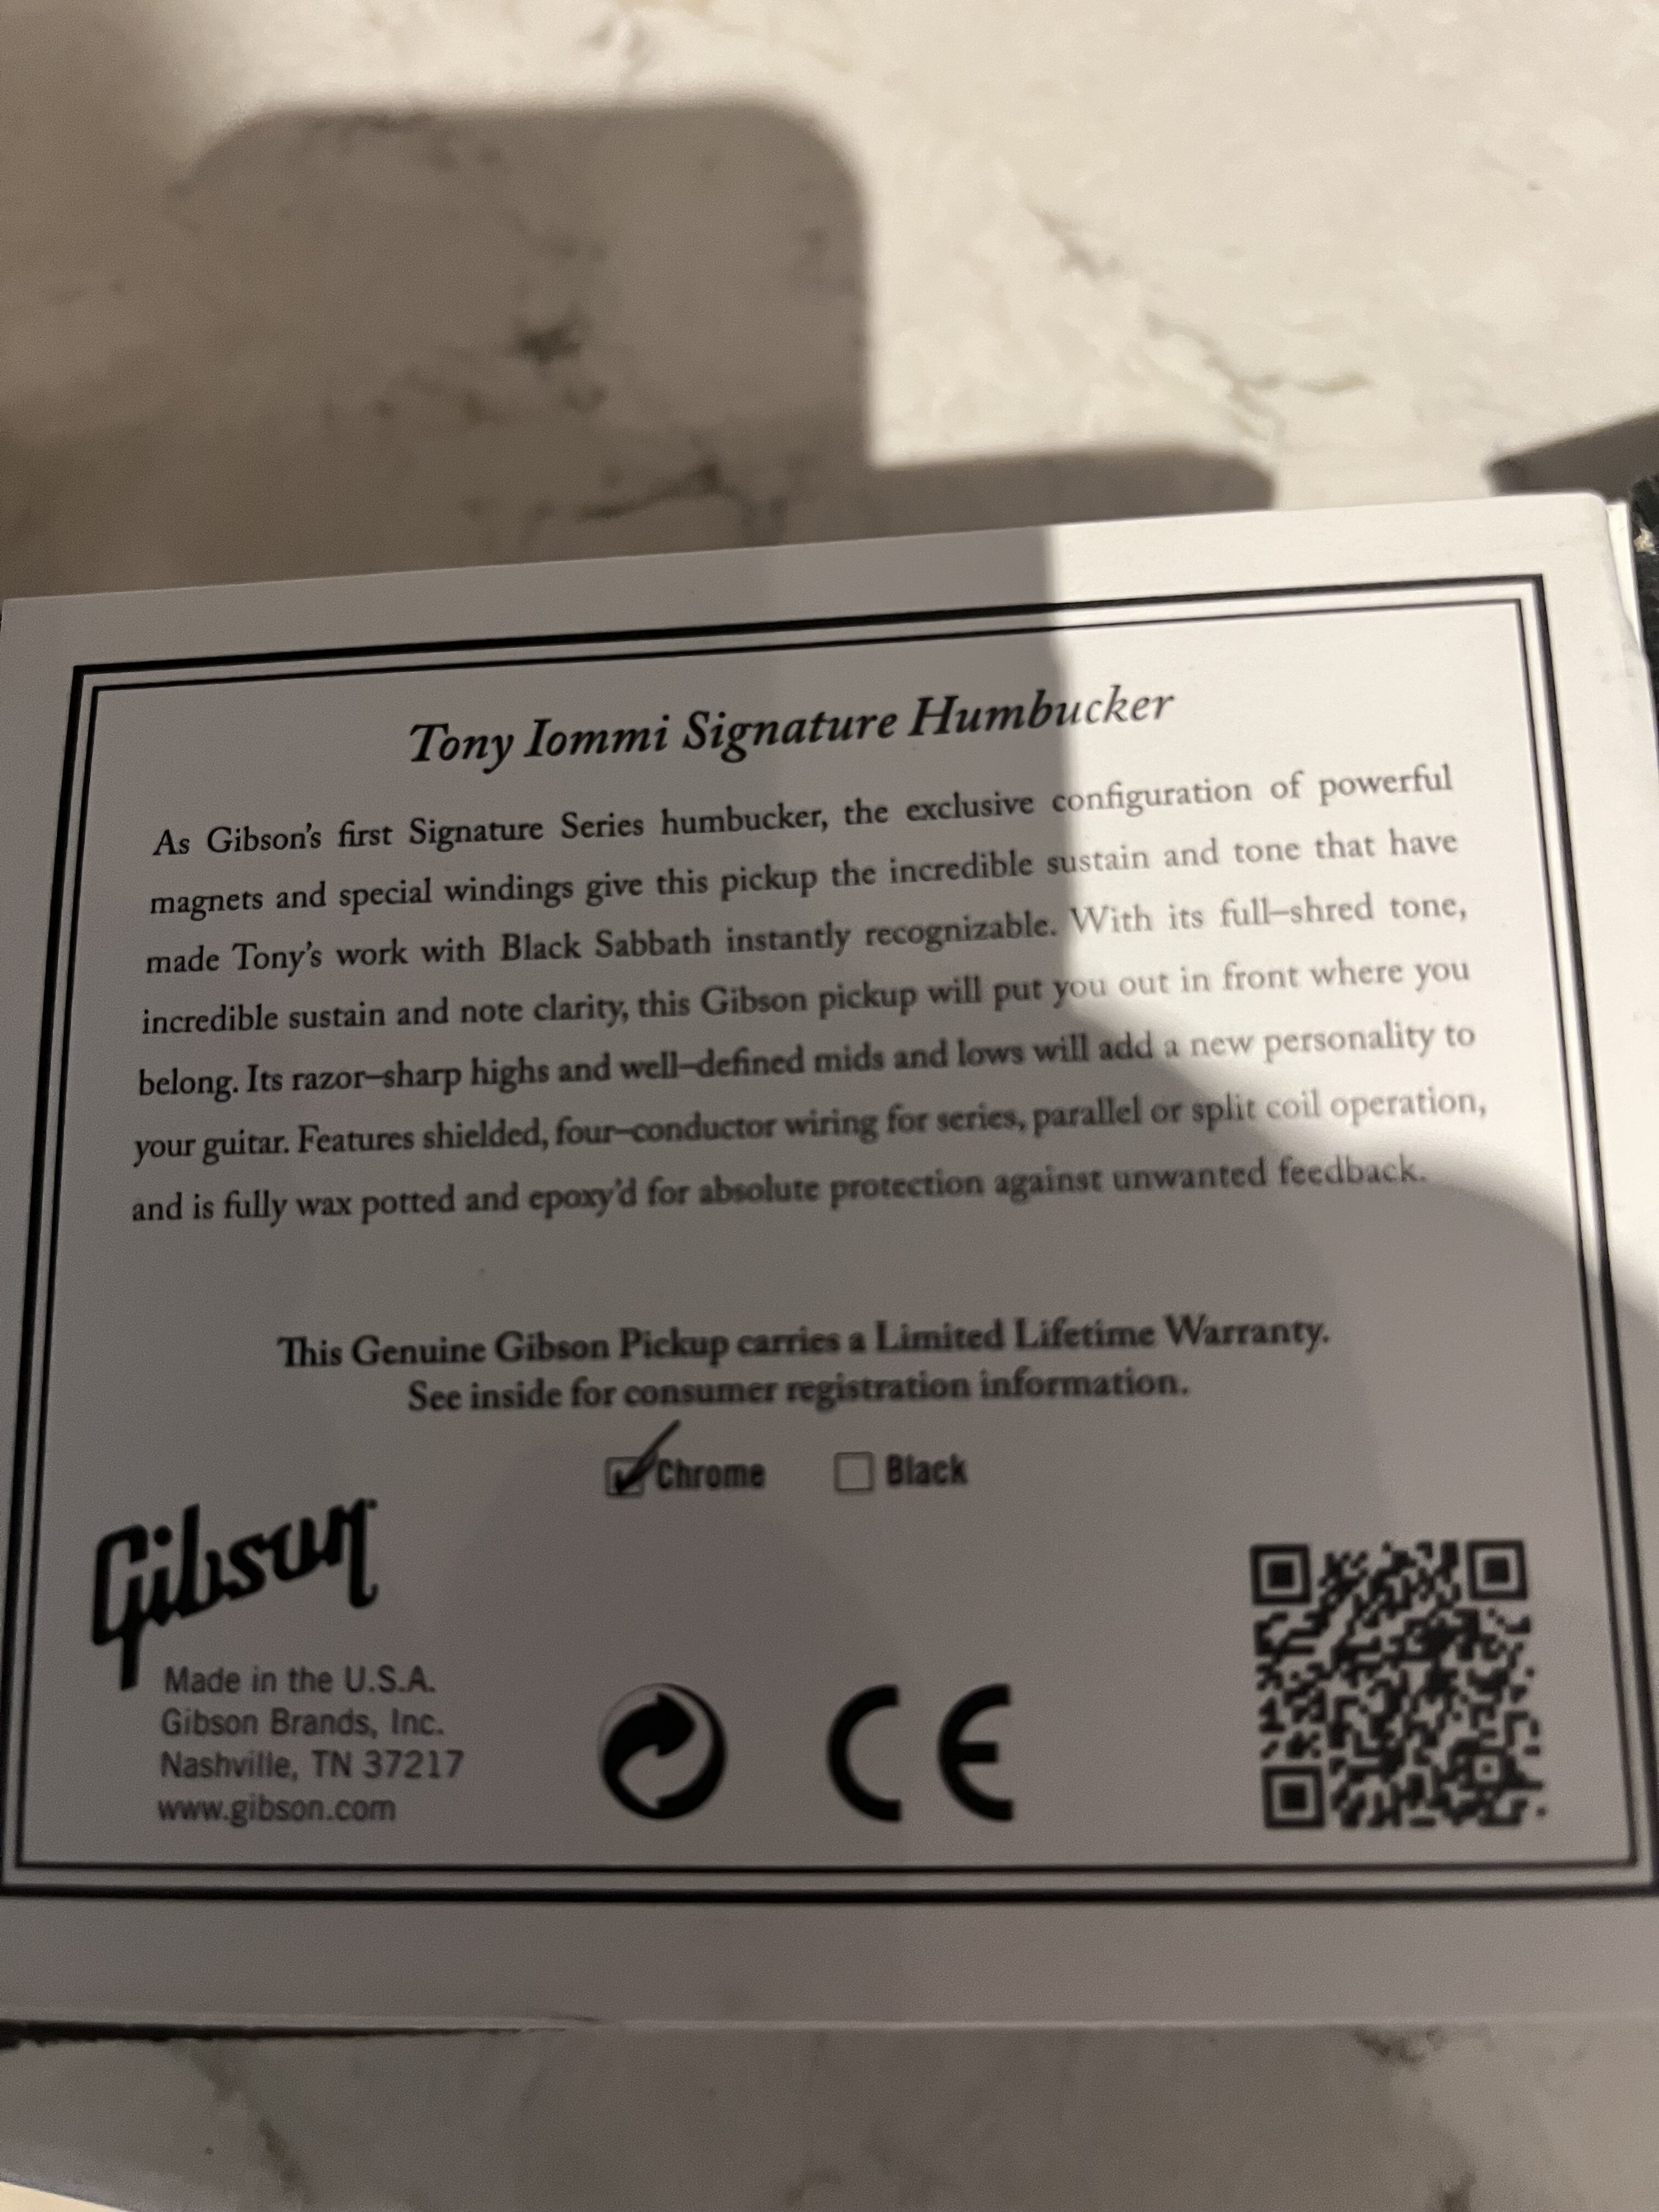 Tony Iommi Signature Humbucker
As Gibson's first Signature Series humbucker, the exclusive configuration of powerful
magnets and special windings give this pickup the incredible sustain and tone that have
made Tony's work with Black Sabbath instantly recognizable. With its full–shred tone,
incredible sustain and note clarity, this Gibson pickup will put you out in front where you
belong. Its razor–sharp highs and well–defined mids and lows will add a new personality to
your guitar. Features shielded, four–conductor wiring for series, parallel or split coil operation,
and is fully wax potted and epoxy'd for absolute protection against unwanted feedback.
This Genuine Gibson Pickup carries a Limited Lifetime Warranty.
See inside for consumer registration information.
Chrome Black
Gibson
Made in the U.S.A.
Gibson Brands, Inc.
Nashville, TN 37217
www.gibson.com
CE